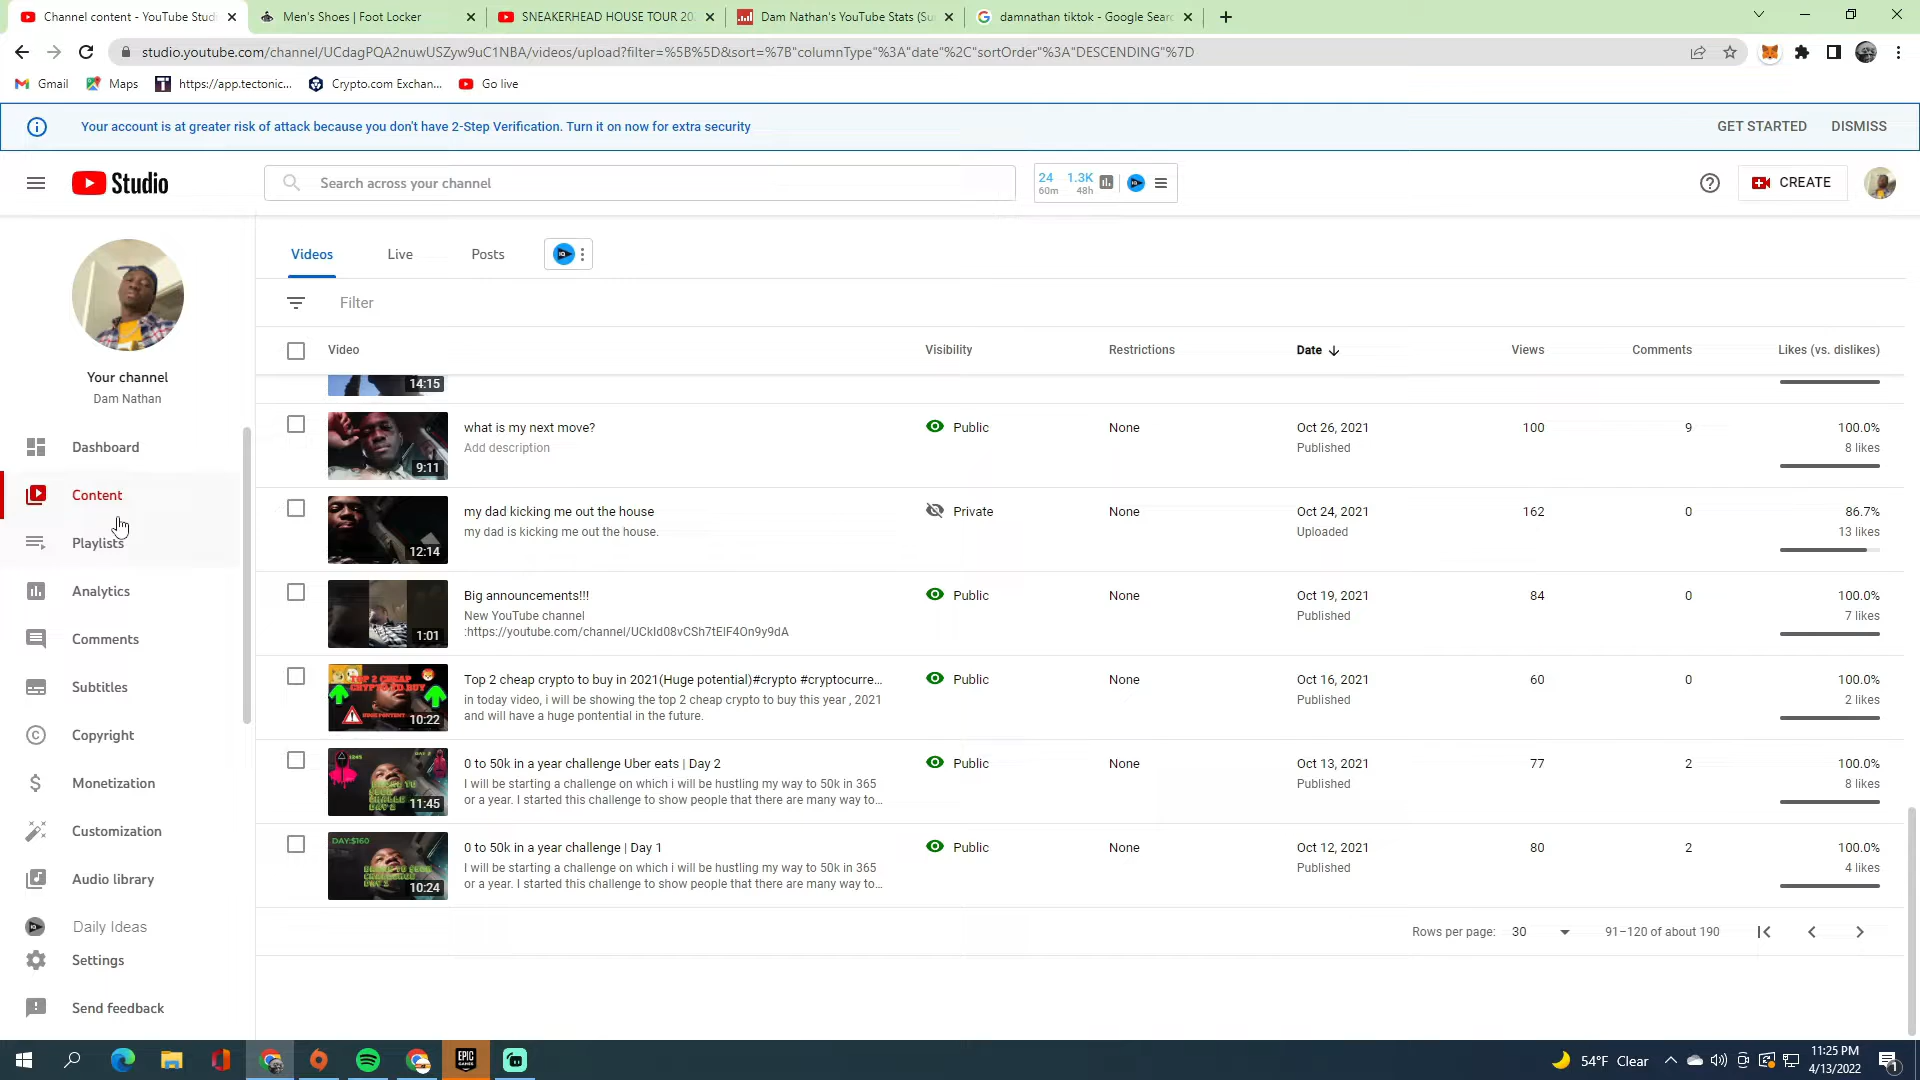 Content content - YouTube Studi
Men's Shoes | Foot Locker
SNEAKERHEAD HOUSE TOUR 20
Dam Nathan's YouTube Stats (Su
damnathan tiktok - Google Searc
studio.youtube.com/channel/UCdagPQA2nuwUSZyw9uC1NBA/videos/upload?filter=%5B%5D&sort=%7B"columnType"%3A"date"%2C"sortOrder"%3A"DESCENDING"%7D
Gmail
Maps
https://app.tectonic...
Crypto.com Exchan...
Go live
Your account is at greater risk of attack because you don't have 2-Step Verification. Turn it on now for extra security
GET STARTED
DISMISS
Studio
Search across your channel
24
60m
1.3K
48h
CREATE
Your channel
Dam Nathan
Dashboard
Content
Playlists
Analytics
Comments
Subtitles
Copyright
Monetization
Customization
Audio library
Daily Ideas
Settings
Send feedback
Videos
Live
Posts
Filter
Video
Visibility
Restrictions
Date
Views
Comments
Likes (vs. dislikes)
14:15
9:11
what is my next move?
Add description
Public
None
Oct 26, 2021
Published
100
9
100.0%
8 likes
12:14
my dad kicking me out the house
my dad is kicking me out the house.
Private
None
Oct 24, 2021
Uploaded
162
0
86.7%
13 likes
1:01
Big announcements!!!
New YouTube channel
:https://youtube.com/channel/UCkId08vCSh7tEIF4On9y9dA
Public
None
Oct 19, 2021
Published
84
0
100.0%
7 likes
TOP 2 CHEAP
CRYPTO TO BUY
10:22
Top 2 cheap crypto to buy in 2021(Huge potential)#crypto #cryptocurre...
in today video, i will be showing the top 2 cheap crypto to buy this year , 2021
and will have a huge pontential in the future.
Public
None
Oct 16, 2021
Published
60
0
100.0%
2 likes
11:45
0 to 50k in a year challenge Uber eats | Day 2
I will be starting a challenge on which i will be hustling my way to 50k in 365
or a year. I started this challenge to show people that there are many way to...
Public
None
Oct 13, 2021
Published
77
2
100.0%
8 likes
DAY:$160
10:24
0 to 50k in a year challenge | Day 1
I will be starting a challenge on which i will be hustling my way to 50k in 365
or a year. I started this challenge to show people that there are many way to...
Public
None
Oct 12, 2021
Published
80
2
100.0%
4 likes
Rows per page:
30
91–120 of about 190
EPIC
GAMES
54°F Clear
11:25 PM
4/13/2022
1